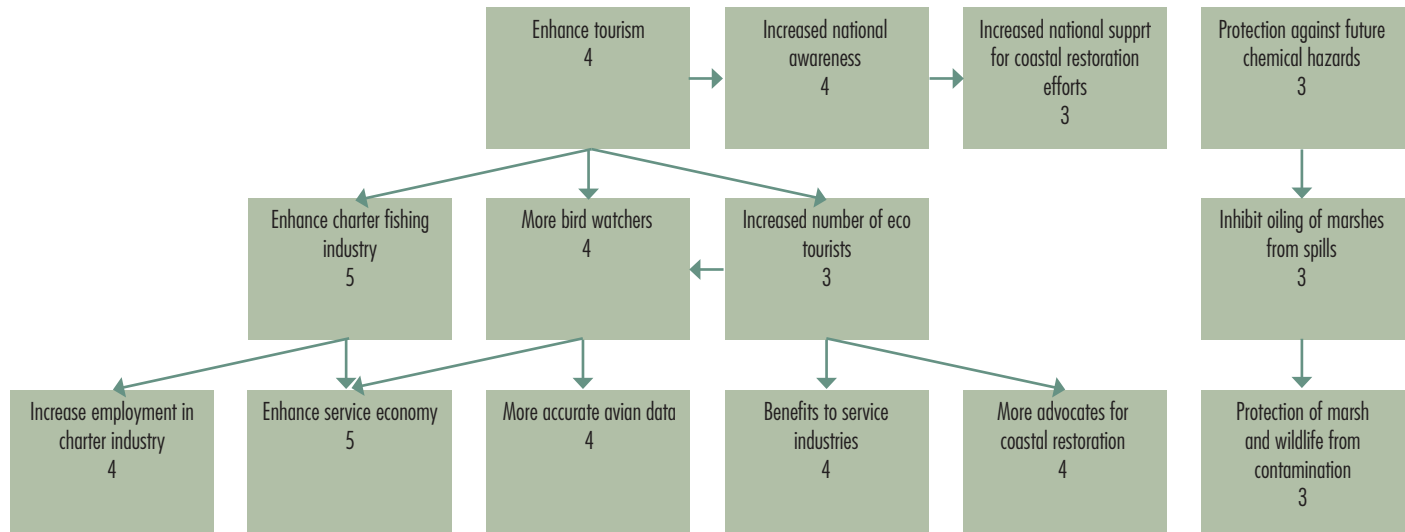 Enhance tourism
4
Increased national
awareness
4
Increased national supprt
for coastal restoration
efforts
3
Protection against future
chemical hazards
3
Enhance charter fishing
industry
5
More bird watchers
4
Increased number of eco
tourists
3
Inhibit oiling of marshes
from spills
3
Increase employment in
charter industry
4
Enhance service economy
5
More accurate avian data
4
Benefits to service
industries
4
More advocates for
coastal restoration
4
Protection of marsh
and wildlife from
contamination
3